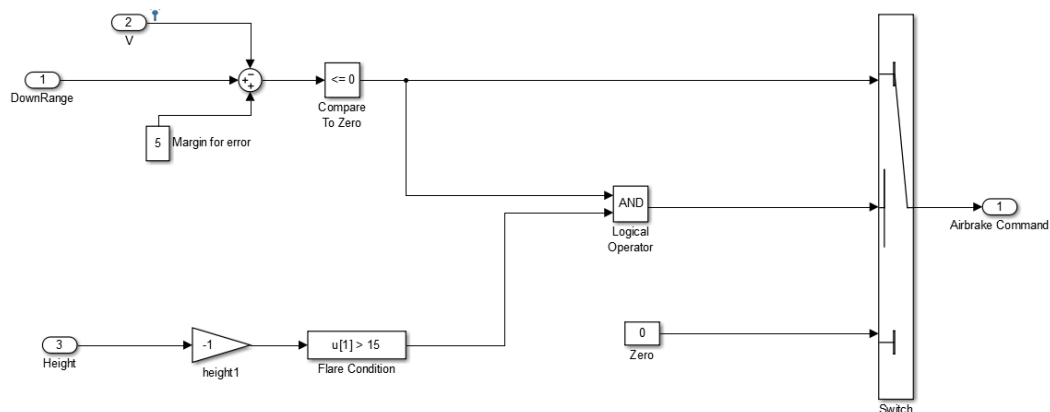 2
V
1
DownRange
− + +
<= 0
Compare
To Zero
5
Margin for error
AND
Logical
Operator
1
Airbrake Command
3
Height
-1
height1
u[1] > 15
Flare Condition
0
Zero
Switch